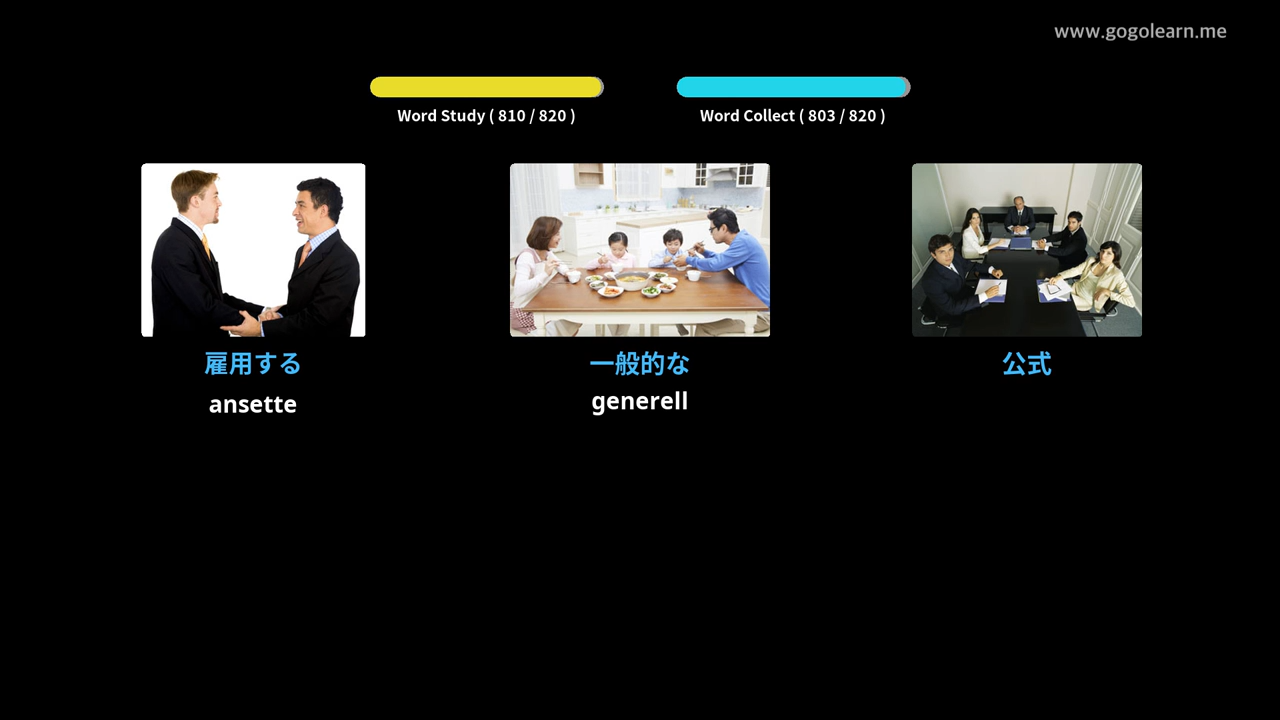 www.gogolearn.me
Word Study ( 810 / 820 )
Word Collect ( 803 / 820 )
雇用する
一般的な
公式
ansette
generell